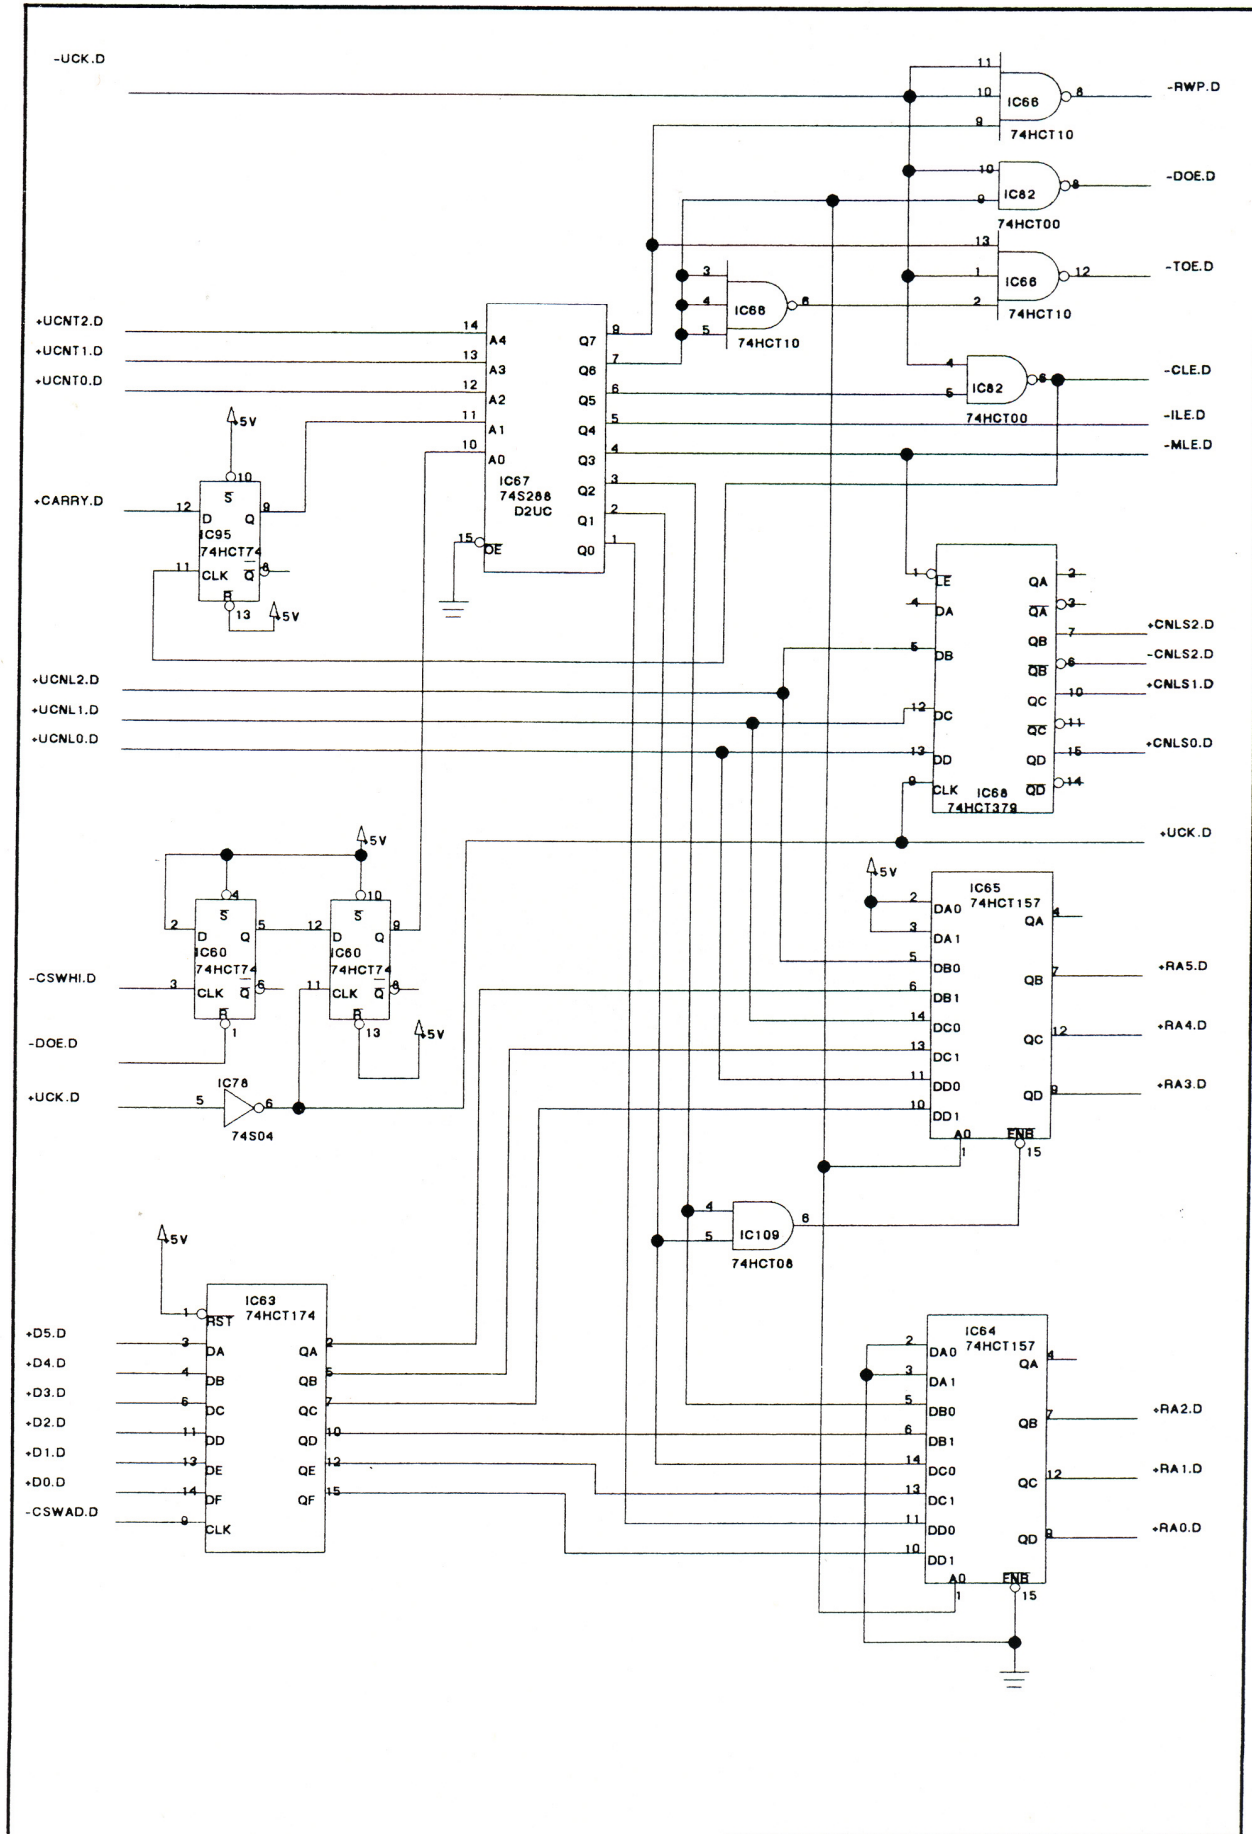 -UCK.D
11
10
9
IC66
8
74HCT10
-RWP.D
10
9
IC82
8
74HCT00
-DOE.D
13
1
2
IC66
12
74HCT10
-TOE.D
3
4
5
IC66
6
74HCT10
4
5
IC82
6
74HCT00
-CLE.D
-ILE.D
-MLE.D
+UCNT2.D
+UCNT1.D
+UCNT0.D
14 A4 Q7 9
13 A3 Q6 7
12 A2 Q5 6
11 A1 Q4 5
10 A0 Q3 4
IC67
74S288
D2UC
Q2 3
Q1 2
15 OE Q0 1
+5V
10
S
+CARRY.D
12 D Q 9
IC95
74HCT74
11 CLK Q 8
R
13
+5V
1 LE QA 2
4 DA QA 3
QB 7
5 DB QB 6
QC 10
12 DC QC 11
13 DD QD 15
9 CLK QD 14
IC68
74HCT379
+CNLS2.D
-CNLS2.D
+CNLS1.D
+CNLS0.D
+UCNL2.D
+UCNL1.D
+UCNL0.D
+UCK.D
+5V
4
S
2 D Q 5
IC60
74HCT74
3 CLK Q 6
R
1
10
S
12 D Q 9
IC60
74HCT74
11 CLK Q 8
R
13
+5V
-CSWHI.D
-DOE.D
+UCK.D
IC78
5
6
74S04
+5V
IC65
74HCT157
2 DA0 QA 4
3 DA1
5 DB0 QB 7
6 DB1
14 DC0 QC 12
13 DC1
11 DD0 QD 9
10 DD1
A0 ENB
1 15
+RA5.D
+RA4.D
+RA3.D
4
5
IC109
6
74HCT08
+5V
IC63
74HCT174
1 RST
3 DA QA 2
4 DB QB 5
6 DC QC 7
11 DD QD 10
13 DE QE 12
14 DF QF 15
9 CLK
+D5.D
+D4.D
+D3.D
+D2.D
+D1.D
+D0.D
-CSWAD.D
IC64
74HCT157
2 DA0 QA 4
3 DA1
5 DB0 QB 7
6 DB1
14 DC0 QC 12
13 DC1
11 DD0 QD 9
10 DD1
A0 ENB
1 15
+RA2.D
+RA1.D
+RA0.D